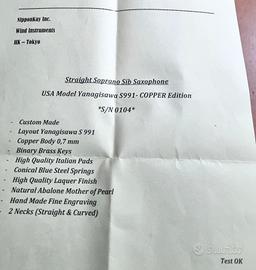 NipponKay Inc.
Wind Instruments
HK – Tokyo
Straight Soprano Sib Saxophone
USA Model Yanagisawa S991- COPPER Edition
*S/N 0104*
- Custom Made
- Layout Yanagisawa S 991
- Copper Body 0,7 mm
- Binary Brass Keys
- High Quality Italian Pads
- Conical Blue Steel Springs
- High Quality Laquer Finish
- Natural Abalone Mother of Pearl
- Hand Made Fine Engraving
- 2 Necks (Straight & Curved)
subito
Test OK